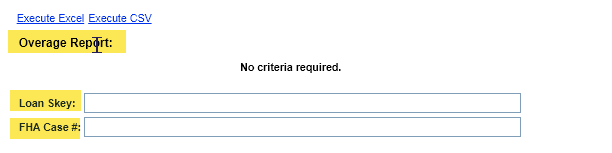 Execute Excel Execute CSV
Overage Report:
No criteria required.
Loan Skey:
FHA Case #: